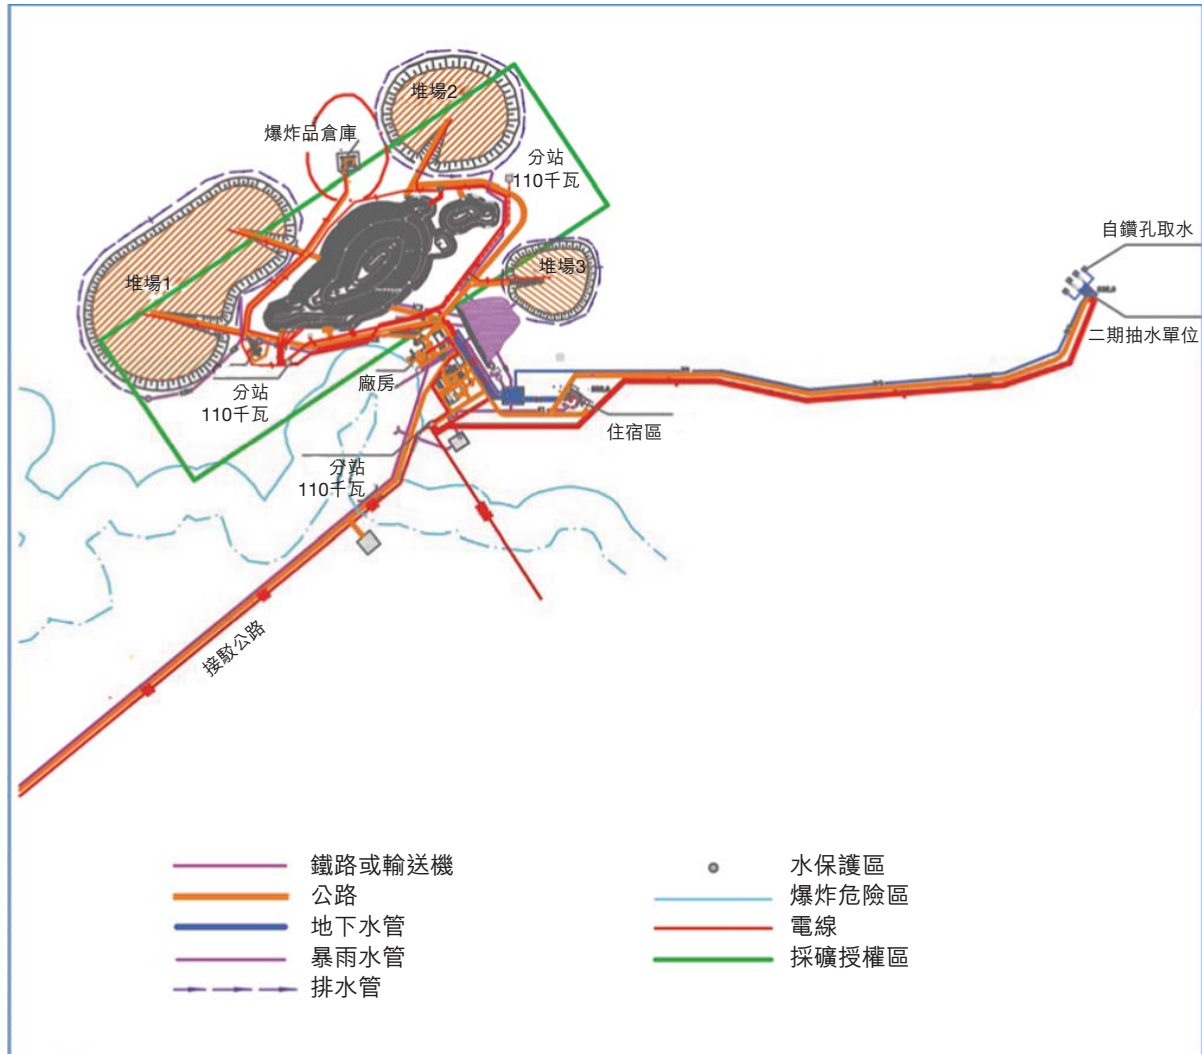 堆場2
爆炸品倉庫
分站
110千瓦
自鑽孔取水
堆場3
堆場1
二期抽水單位
廠房
分站
110千瓦
住宿區
分站
110千瓦
接駁公路
鐵路或輸送機
公路
地下水管
暴雨水管
排水管
水保護區
爆炸危險區
電線
採礦授權區